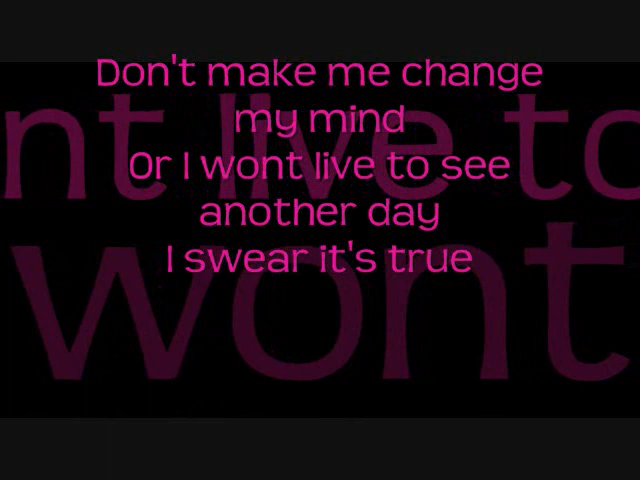 Don't make me change
my mind
Or I wont live to see
another day
I swear it's true
nt live to
wont